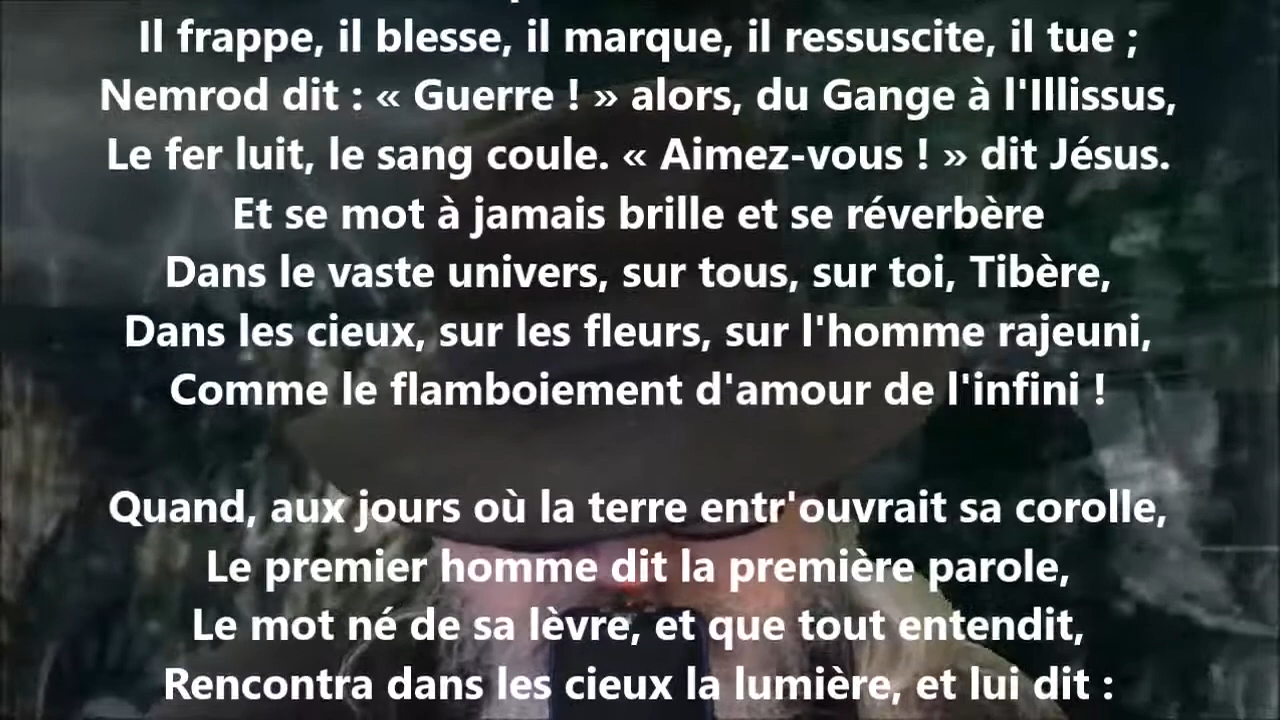 Il frappe, il blesse, il marque, il ressuscite, il tue ;
Nemrod dit : « Guerre ! » alors, du Gange à l'Illissus,
Le fer luit, le sang coule. « Aimez-vous ! » dit Jésus.
Et se mot à jamais brille et se réverbère
Dans le vaste univers, sur tous, sur toi, Tibère,
Dans les cieux, sur les fleurs, sur l'homme rajeuni,
Comme le flamboiement d'amour de l'infini !
Quand, aux jours où la terre entr'ouvrait sa corolle,
Le premier homme dit la première parole,
Le mot né de sa lèvre, et que tout entendit,
Rencontra dans les cieux la lumière, et lui dit :